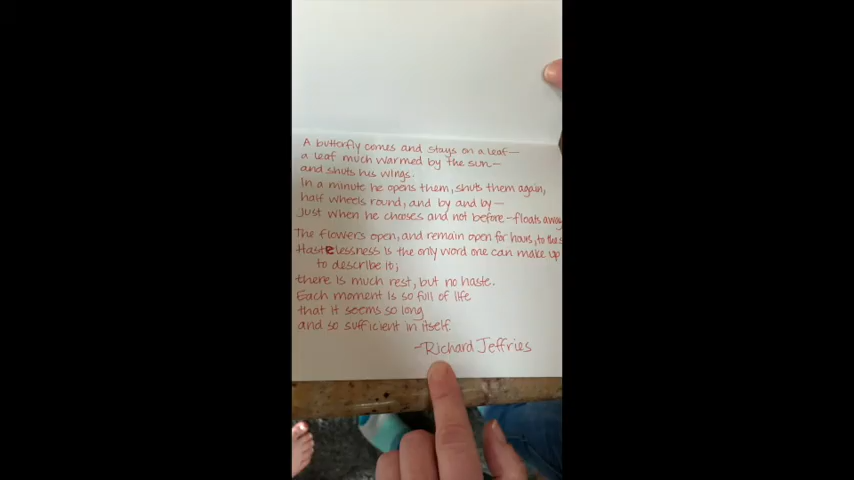 A butterfly comes and stays on a leaf—
a leaf much warmed by the sun—
and shuts his wings.
In a minute he opens them, shuts them again,
half wheels round, and by and by—
Just when he chooses and not before – floats away
The flowers open, and remain open for hours, to the s
Hastelessness is the only word one can make up
to describe it;
there is much rest, but no haste.
Each moment is so full of life
that it seems so long
and so sufficient in itself.
-Richard Jeffries